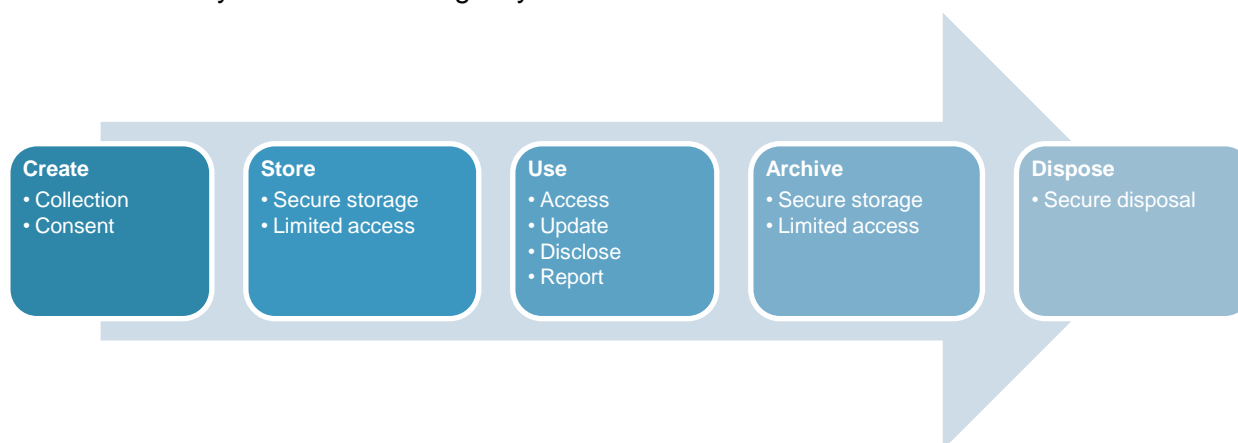 Create
• Collection
• Consent
Store
• Secure storage
• Limited access
Use
• Access
• Update
• Disclose
• Report
Archive
• Secure storage
• Limited access
Dispose
• Secure disposal